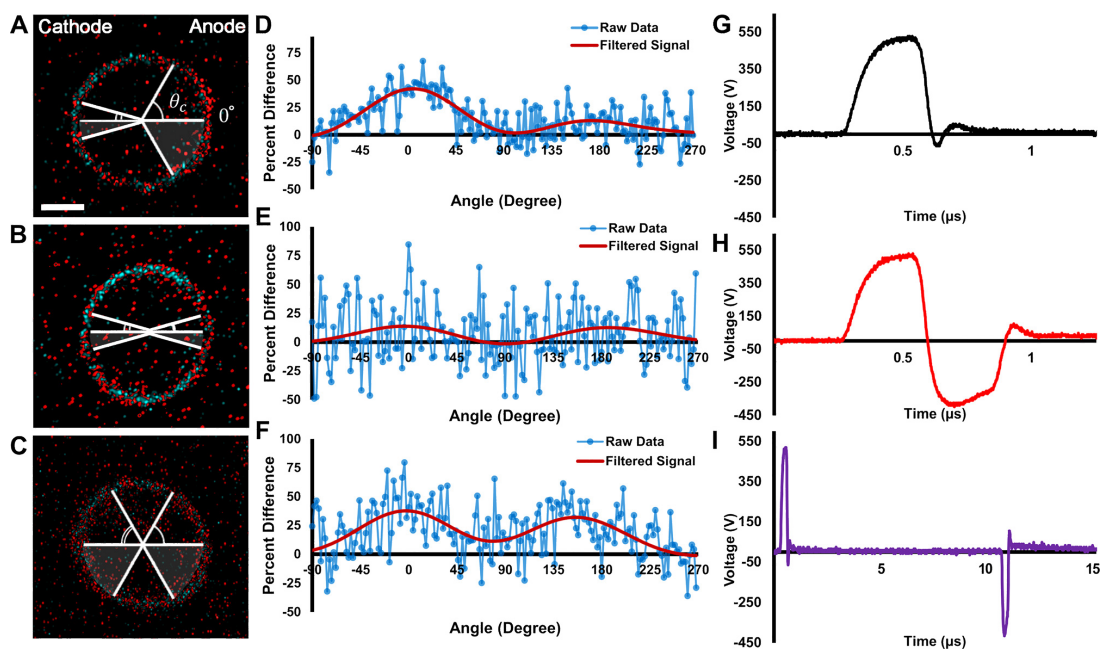 A
Cathode
Anode
θc
0°
B
C
D
Raw Data
Filtered Signal
Percent Difference
75
50
25
0
-25
-50
-90
-45
0
45
90
135
180
225
270
Angle (Degree)
E
Raw Data
Filtered Signal
Percent Difference
100
75
50
25
0
-25
-50
-90
-45
0
45
90
135
180
225
270
Angle (Degree)
F
Raw Data
Filtered Signal
Percent Difference
100
75
50
25
0
-25
-50
-90
-45
0
45
90
135
180
225
270
Angle (Degree)
G
Voltage (V)
550
350
150
-50
-250
-450
0.5
1
Time (µs)
H
Voltage (V)
550
350
150
-50
-250
-450
0.5
1
Time (µs)
I
Voltage (V)
550
350
150
-50
-250
-450
5
10
15
Time (µs)